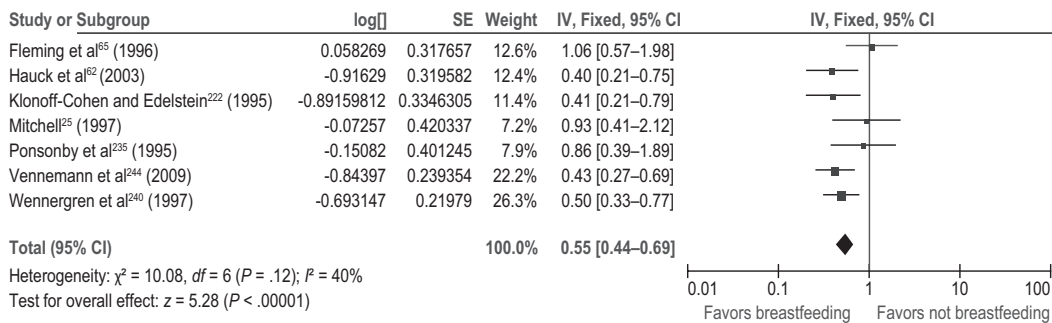 Study or Subgroup log[] SE Weight IV, Fixed, 95% CI IV, Fixed, 95% CI
Fleming et al⁶⁵ (1996) 0.058269 0.317657 12.6% 1.06 [0.57–1.98]
Hauck et al⁶² (2003) -0.91629 0.319582 12.4% 0.40 [0.21–0.75]
Klonoff-Cohen and Edelstein²²² (1995) -0.89159812 0.3346305 11.4% 0.41 [0.21–0.79]
Mitchell²⁵ (1997) -0.07257 0.420337 7.2% 0.93 [0.41–2.12]
Ponsonby et al²³⁵ (1995) -0.15082 0.401245 7.9% 0.86 [0.39–1.89]
Vennemann et al²⁴⁴ (2009) -0.84397 0.239354 22.2% 0.43 [0.27–0.69]
Wennergren et al²⁴⁰ (1997) -0.693147 0.21979 26.3% 0.50 [0.33–0.77]
Total (95% CI) 100.0% 0.55 [0.44–0.69]
Heterogeneity: χ² = 10.08, df = 6 (P = .12); I² = 40%
Test for overall effect: z = 5.28 (P < .00001)
0.01 0.1 1 10 100
Favors breastfeeding Favors not breastfeeding